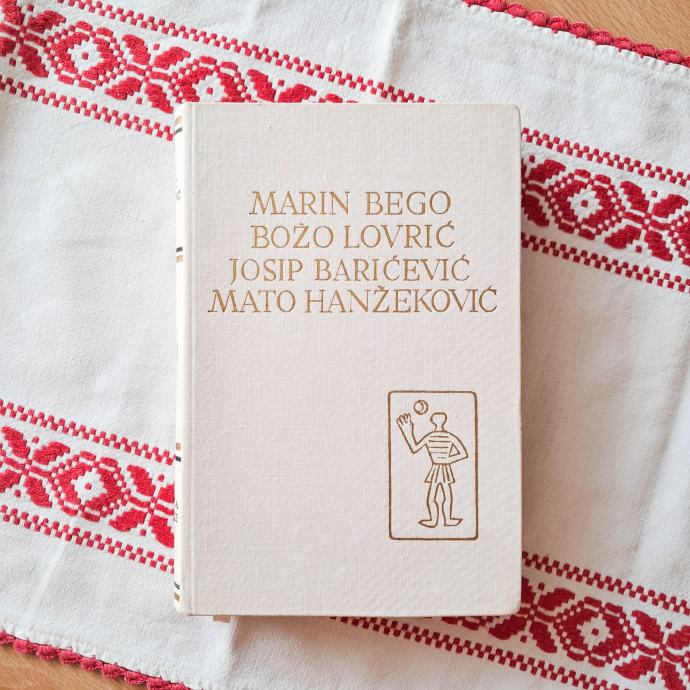 MARIN BEGO
BOŽO LOVRIĆ
JOSIP BARIĆEVIĆ
MATO HANŽEKOVIĆ